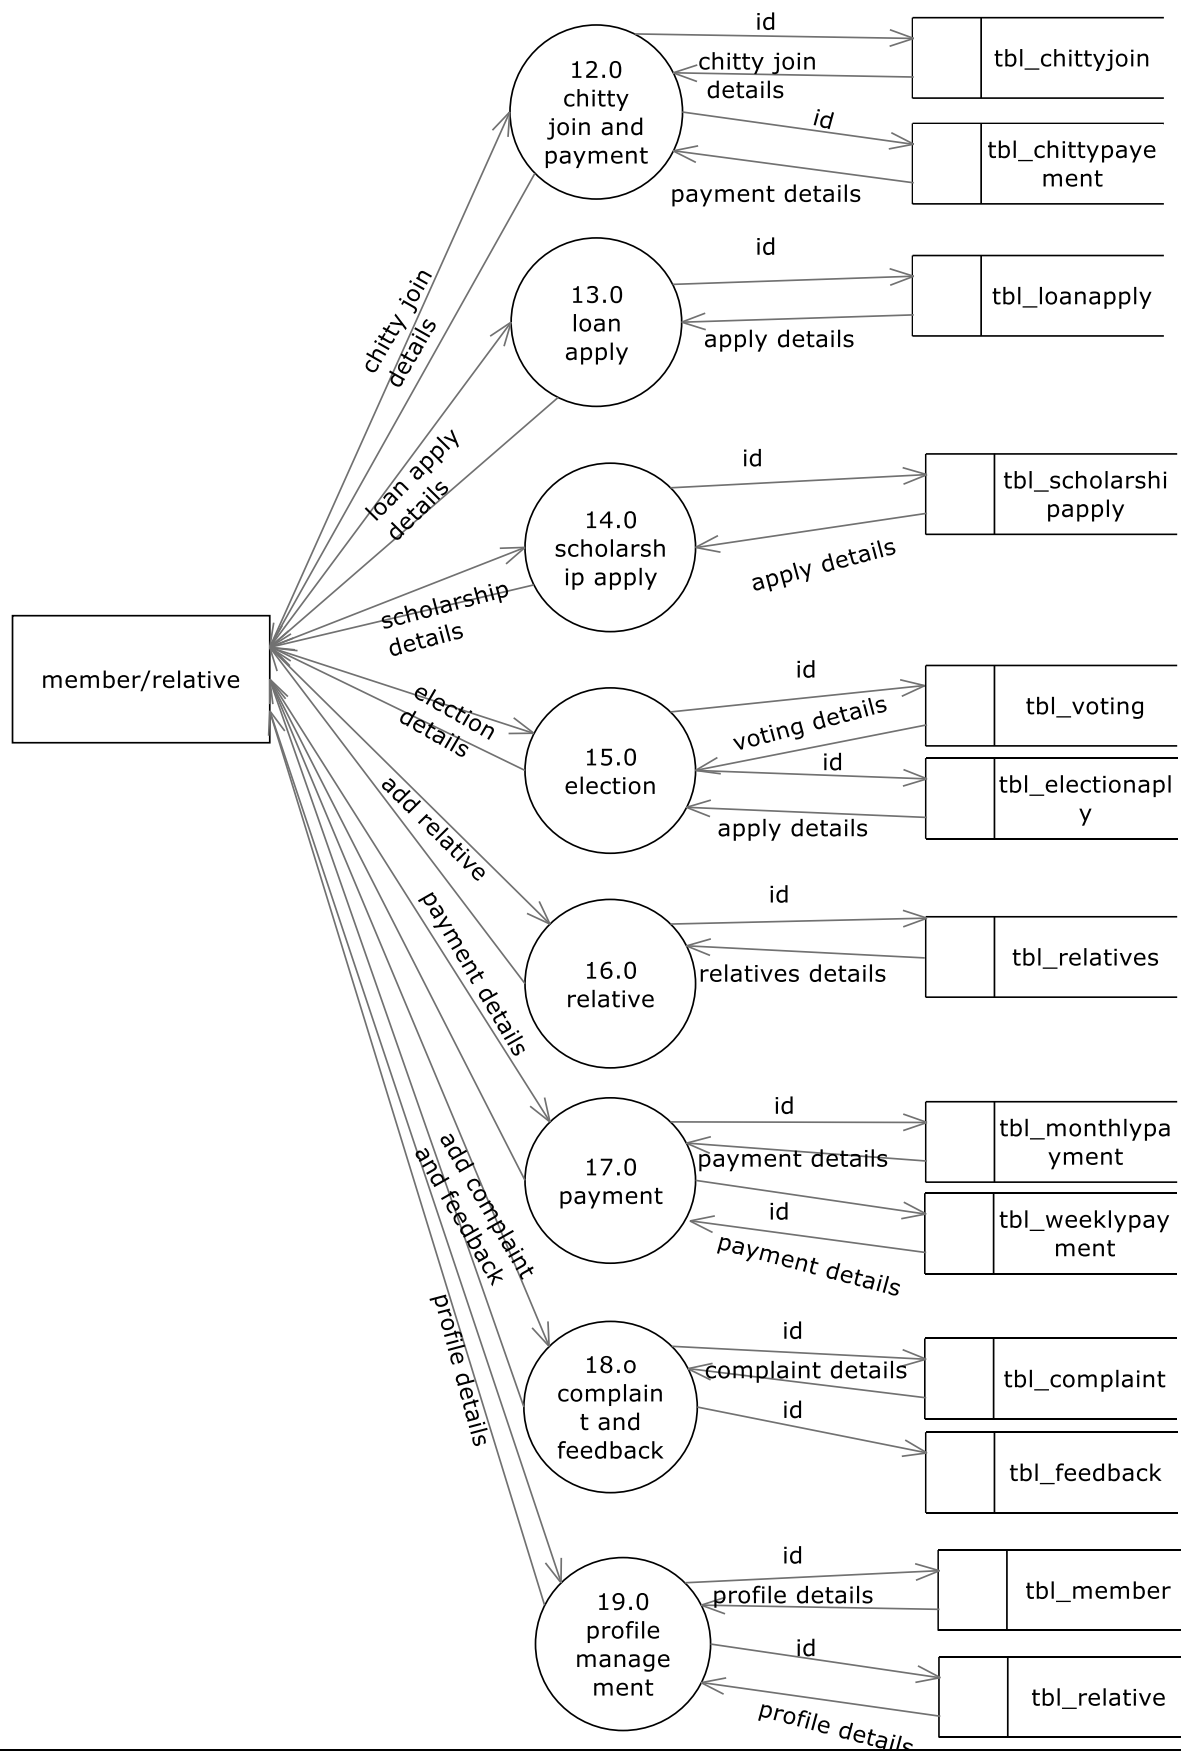 id
tbl_chittyjoin
chitty join
details
12.0
chitty
join and
payment
id
tbl_chittypaye
ment
payment details
id
13.0
loan
apply
tbl_loanapply
apply details
chitty join
details
id
tbl_scholarshi
papply
loan apply
details
14.0
scholarsh
ip apply
apply details
scholarship
details
member/relative
id
tbl_voting
voting details
election
details
15.0
election
id
tbl_electionapl
y
apply details
add relative
id
16.0
relative
tbl_relatives
relatives details
payment details
id
tbl_monthlypa
yment
payment details
17.0
payment
id
tbl_weeklypay
ment
payment details
add complaint
and feedback
id
18.o
complain
t and
feedback
complaint details
tbl_complaint
id
tbl_feedback
profile details
id
tbl_member
profile details
19.0
profile
manage
ment
id
tbl_relative
profile details